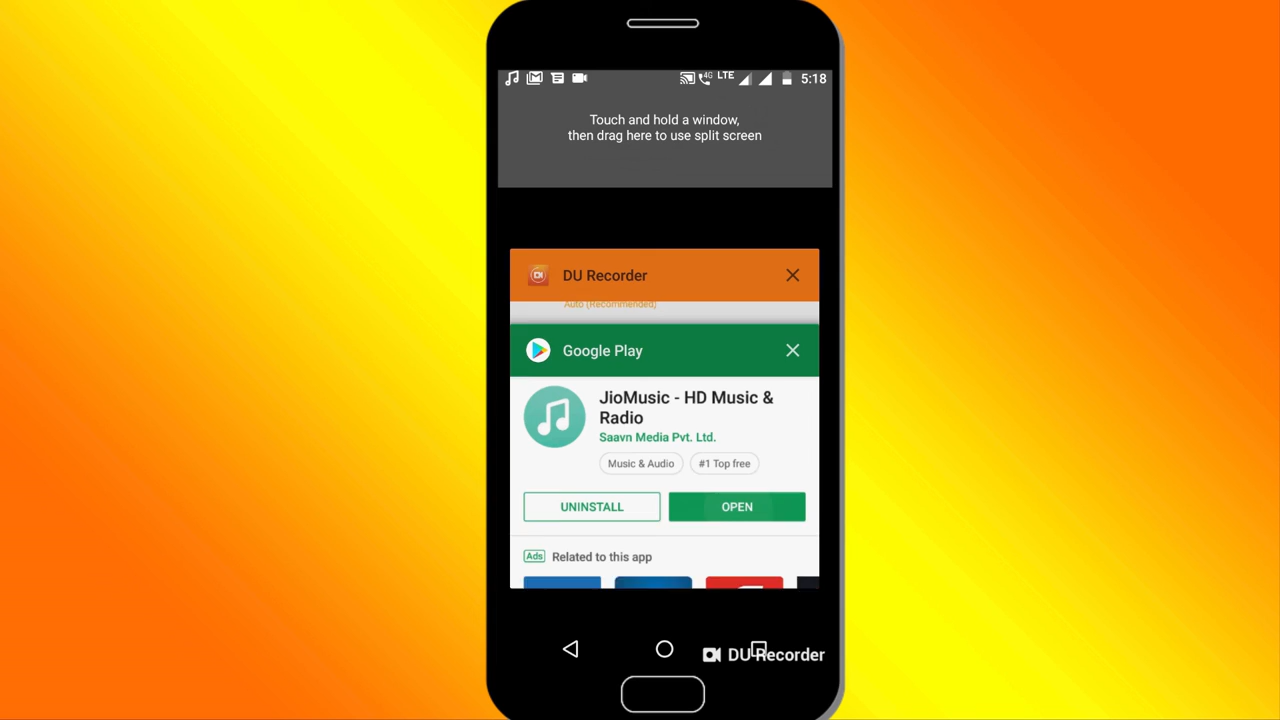 4G LTE 5:18
Touch and hold a window,
then drag here to use split screen
DU Recorder
Auto (Recommended)
Google Play
JioMusic - HD Music &
Radio
Saavn Media Pvt. Ltd.
Music & Audio #1 Top free
UNINSTALL OPEN
Ads Related to this app
DU Recorder